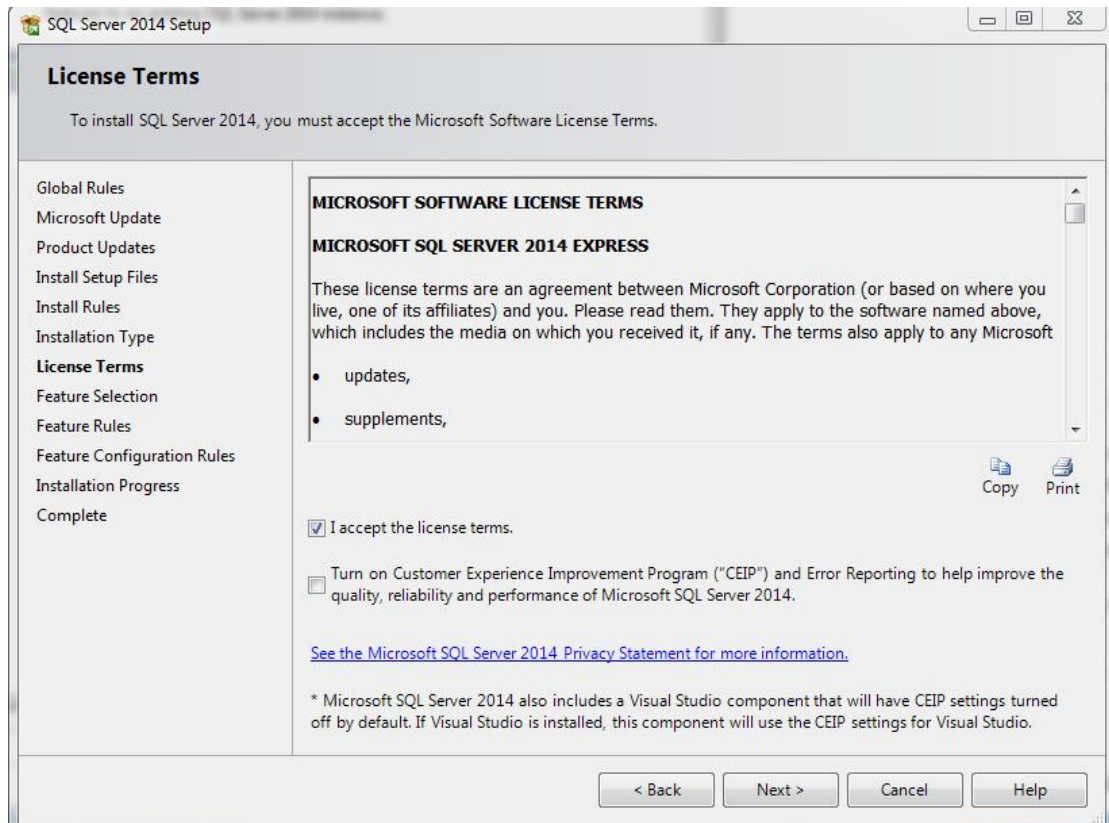 SQL Server 2014 Setup
License Terms
To install SQL Server 2014, you must accept the Microsoft Software License Terms.
Global Rules
Microsoft Update
Product Updates
Install Setup Files
Install Rules
Installation Type
License Terms
Feature Selection
Feature Rules
Feature Configuration Rules
Installation Progress
Complete
MICROSOFT SOFTWARE LICENSE TERMS
MICROSOFT SQL SERVER 2014 EXPRESS
These license terms are an agreement between Microsoft Corporation (or based on where you
live, one of its affiliates) and you. Please read them. They apply to the software named above,
which includes the media on which you received it, if any. The terms also apply to any Microsoft
• updates,
• supplements,
Copy Print
I accept the license terms.
Turn on Customer Experience Improvement Program ("CEIP") and Error Reporting to help improve the
quality, reliability and performance of Microsoft SQL Server 2014.
See the Microsoft SQL Server 2014 Privacy Statement for more information.
* Microsoft SQL Server 2014 also includes a Visual Studio component that will have CEIP settings turned
off by default. If Visual Studio is installed, this component will use the CEIP settings for Visual Studio.
< Back Next > Cancel Help